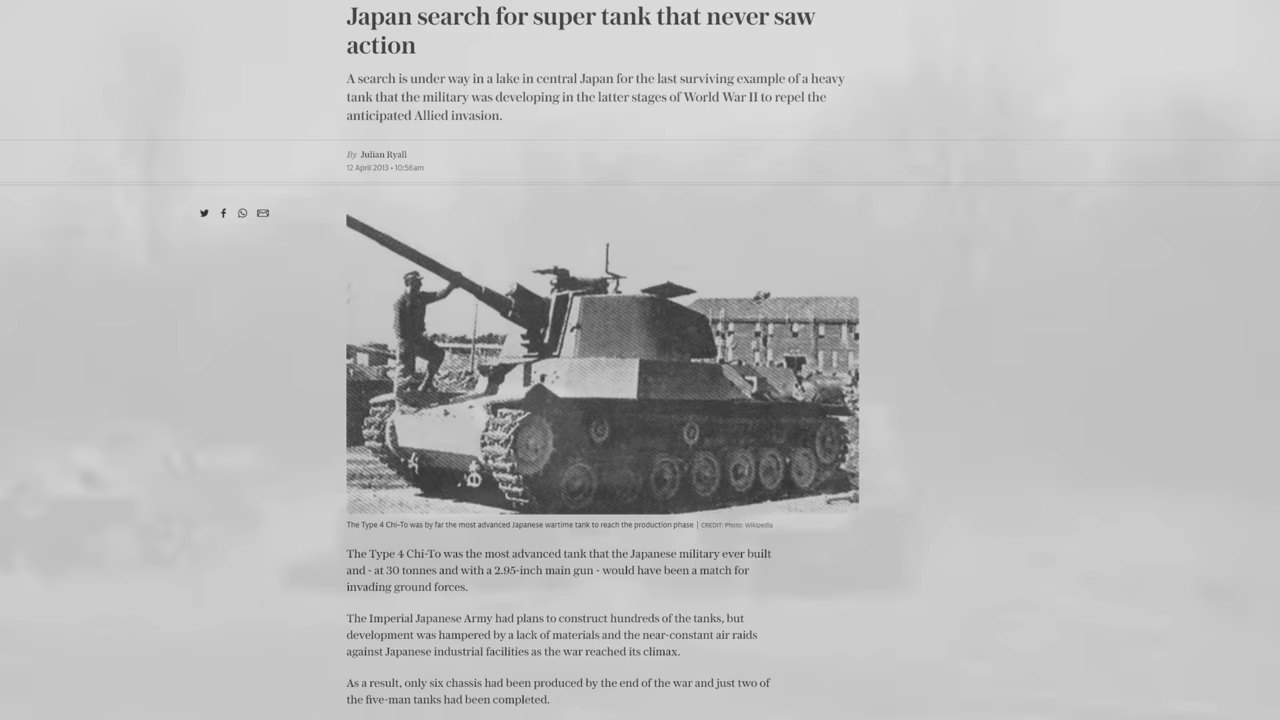 Japan search for super tank that never saw
action
A search is under way in a lake in central Japan for the last surviving example of a heavy
tank that the military was developing in the latter stages of World War II to repel the
anticipated Allied invasion.
By Julian Ryall
12 April 2013 • 10:56am
The Type 4 Chi-To was by far the most advanced Japanese wartime tank to reach the production phase | CREDIT: Photo: Wikipedia
The Type 4 Chi-To was the most advanced tank that the Japanese military ever built
and - at 30 tonnes and with a 2.95-inch main gun - would have been a match for
invading ground forces.
The Imperial Japanese Army had plans to construct hundreds of the tanks, but
development was hampered by a lack of materials and the near-constant air raids
against Japanese industrial facilities as the war reached its climax.
As a result, only six chassis had been produced by the end of the war and just two of
the five-man tanks had been completed.